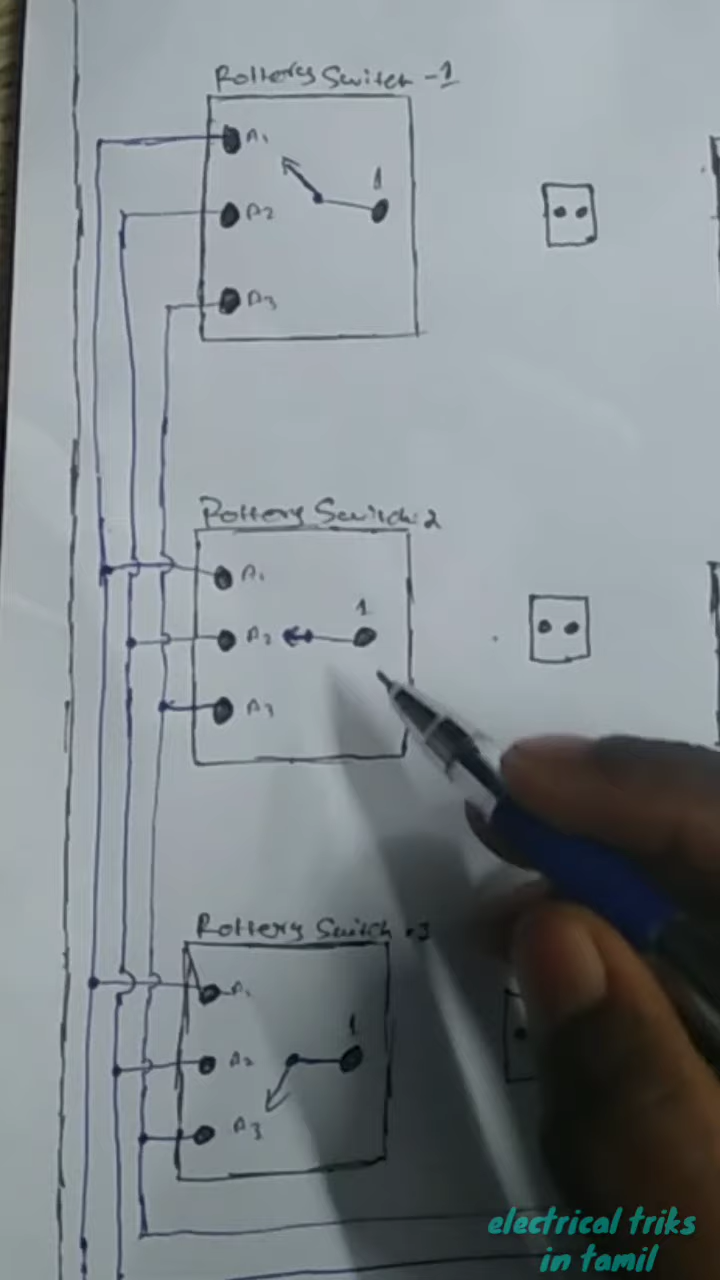 Rottery Switch -1
A1
1
A2
A3
Rottery Switch-2
A1
1
A2
A3
Rottery Switch-3
A1
1
A2
A3
electrical triks
in tamil